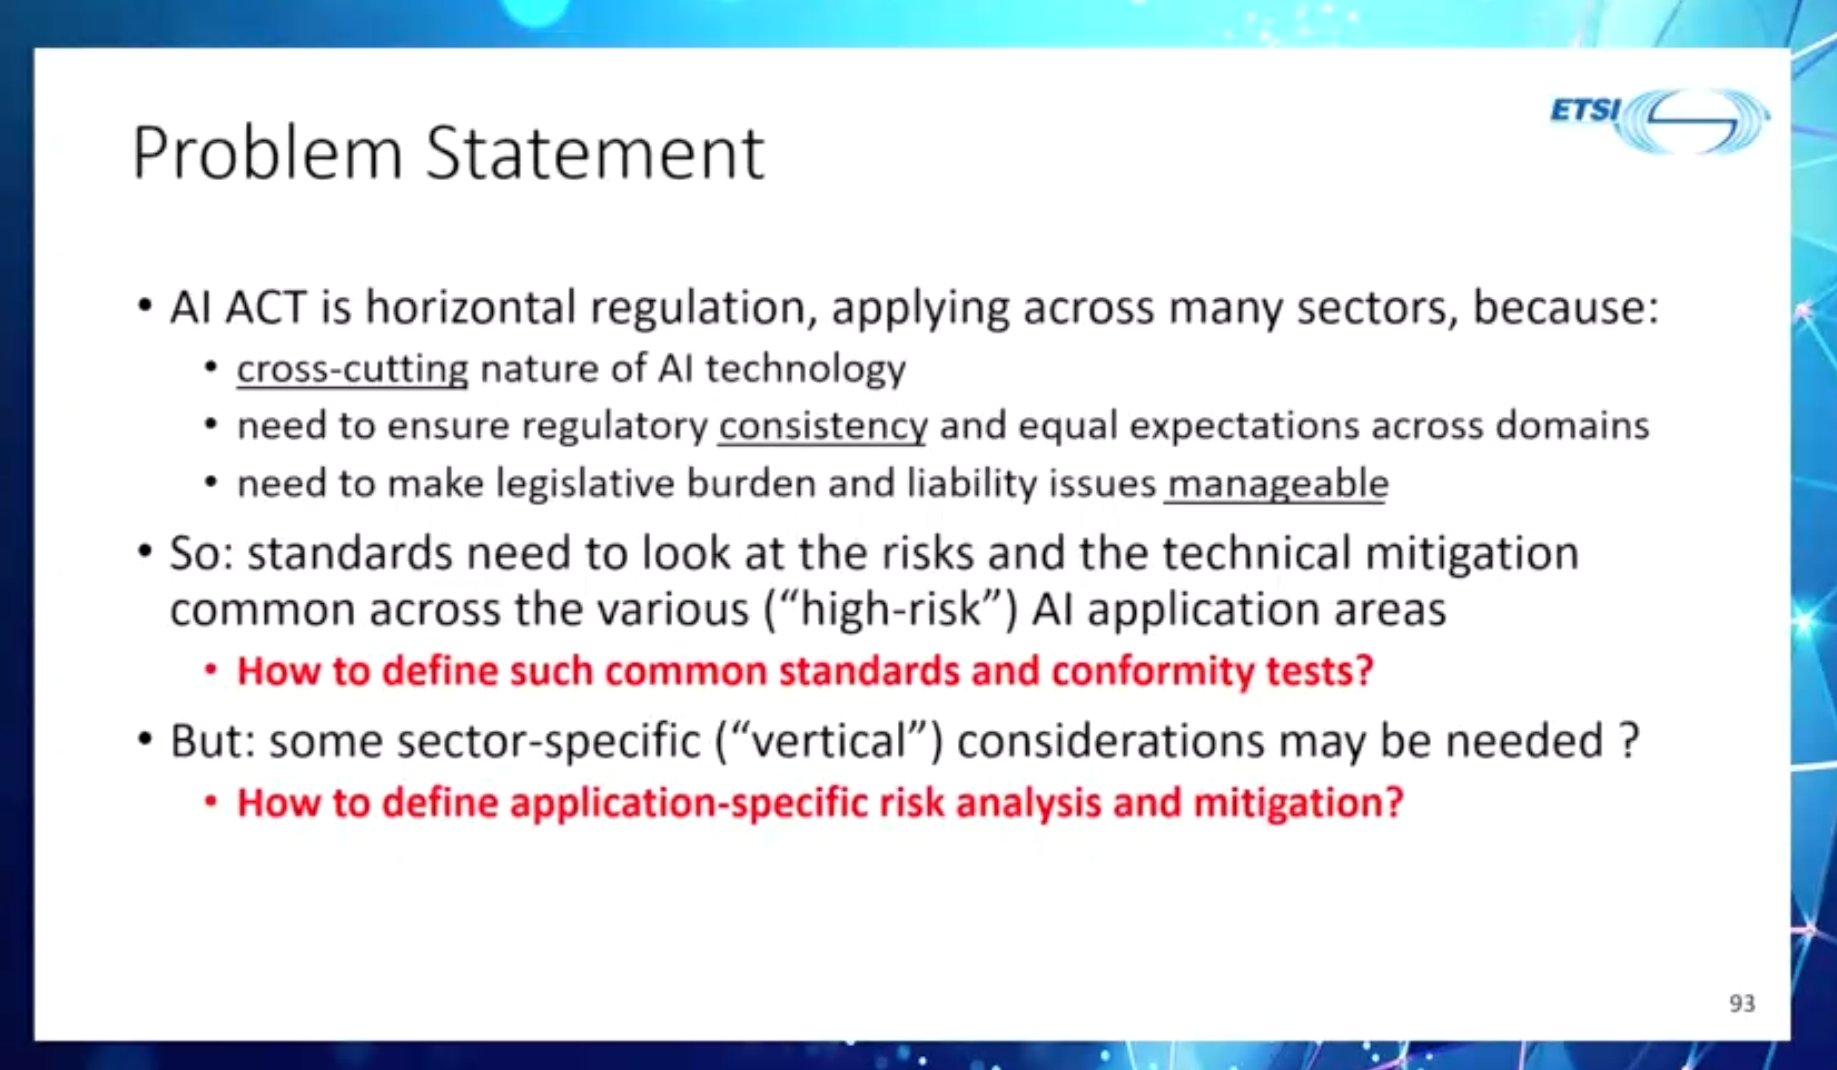 ETSI
Problem Statement
• AI ACT is horizontal regulation, applying across many sectors, because:
• cross-cutting nature of AI technology
• need to ensure regulatory consistency and equal expectations across domains
• need to make legislative burden and liability issues manageable
• So: standards need to look at the risks and the technical mitigation
common across the various (“high-risk”) AI application areas
• How to define such common standards and conformity tests?
• But: some sector-specific (“vertical”) considerations may be needed ?
• How to define application-specific risk analysis and mitigation?
93